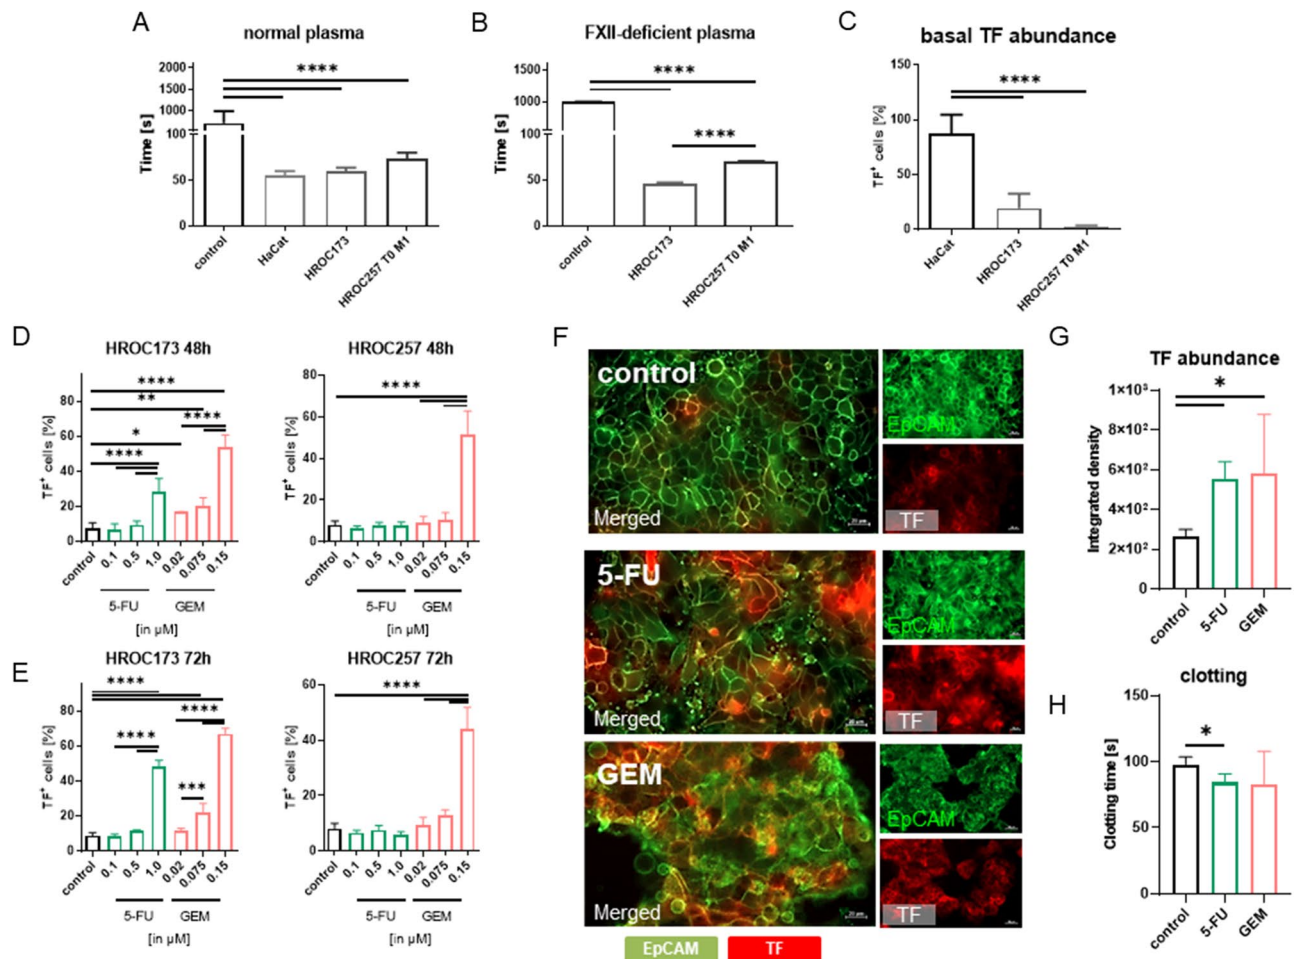 A
normal plasma
****
Time [s]
2000
1500
1000
500
100
50
0
control
HaCat
HROC173
HROC257 T0 M1
B
FXII-deficient plasma
****
****
Time [s]
1500
1000
100
50
0
control
HROC173
HROC257 T0 M1
C
basal TF abundance
****
TF+ cells [%]
150
100
50
0
HaCat
HROC173
HROC257 T0 M1
D
HROC173 48h
****
**
****
*
****
TF+ cells [%]
80
60
40
20
0
control
0.1
0.5
1.0
0.02
0.075
0.15
5-FU
GEM
[in µM]
HROC257 48h
****
TF+ cells [%]
80
60
40
20
0
control
0.1
0.5
1.0
0.02
0.075
0.15
5-FU
GEM
[in µM]
E
HROC173 72h
****
****
****
***
TF+ cells [%]
80
60
40
20
0
control
0.1
0.5
1.0
0.02
0.075
0.15
5-FU
GEM
[in µM]
HROC257 72h
****
TF+ cells [%]
60
40
20
0
control
0.1
0.5
1.0
0.02
0.075
0.15
5-FU
GEM
[in µM]
F
control
Merged
EpCAM
TF
5-FU
Merged
EpCAM
TF
GEM
Merged
EpCAM
TF
EpCAM
TF
G
TF abundance
*
Integrated density
1×10³
8×10²
6×10²
4×10²
2×10²
0
control
5-FU
GEM
H
clotting
*
Clotting time [s]
150
100
50
0
control
5-FU
GEM